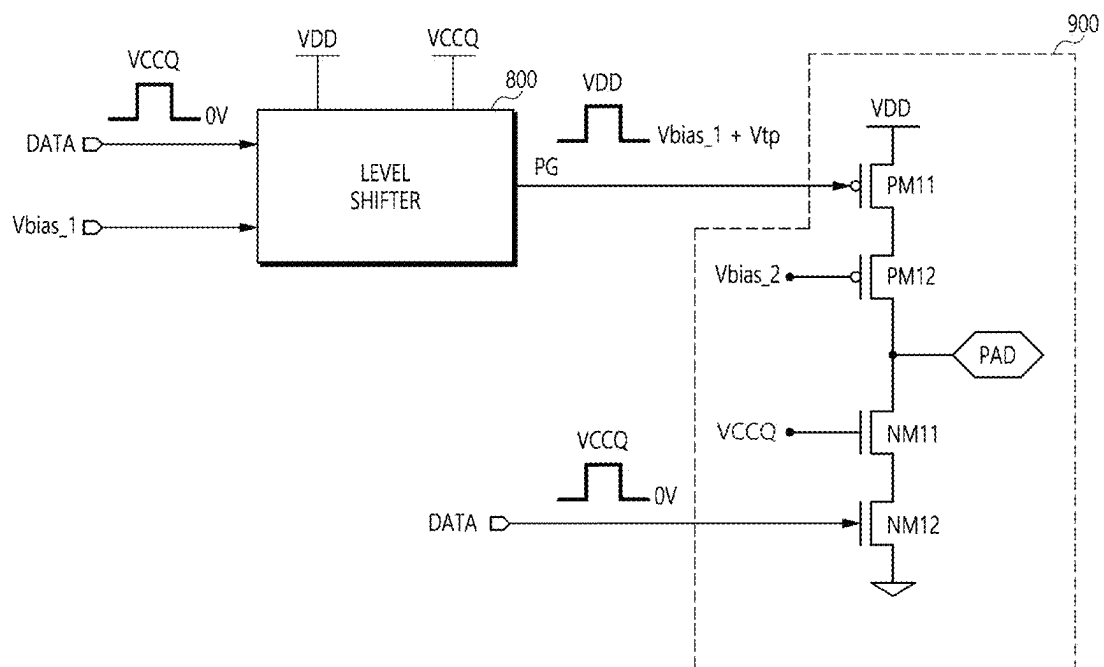 900
VDD
VCCQ
VCCQ
0V
800
VDD
VDD
DATA
Vbias_1 + Vtp
LEVEL
SHIFTER
PG
PM11
Vbias_1
Vbias_2
PM12
PAD
VCCQ
NM11
VCCQ
0V
DATA
NM12